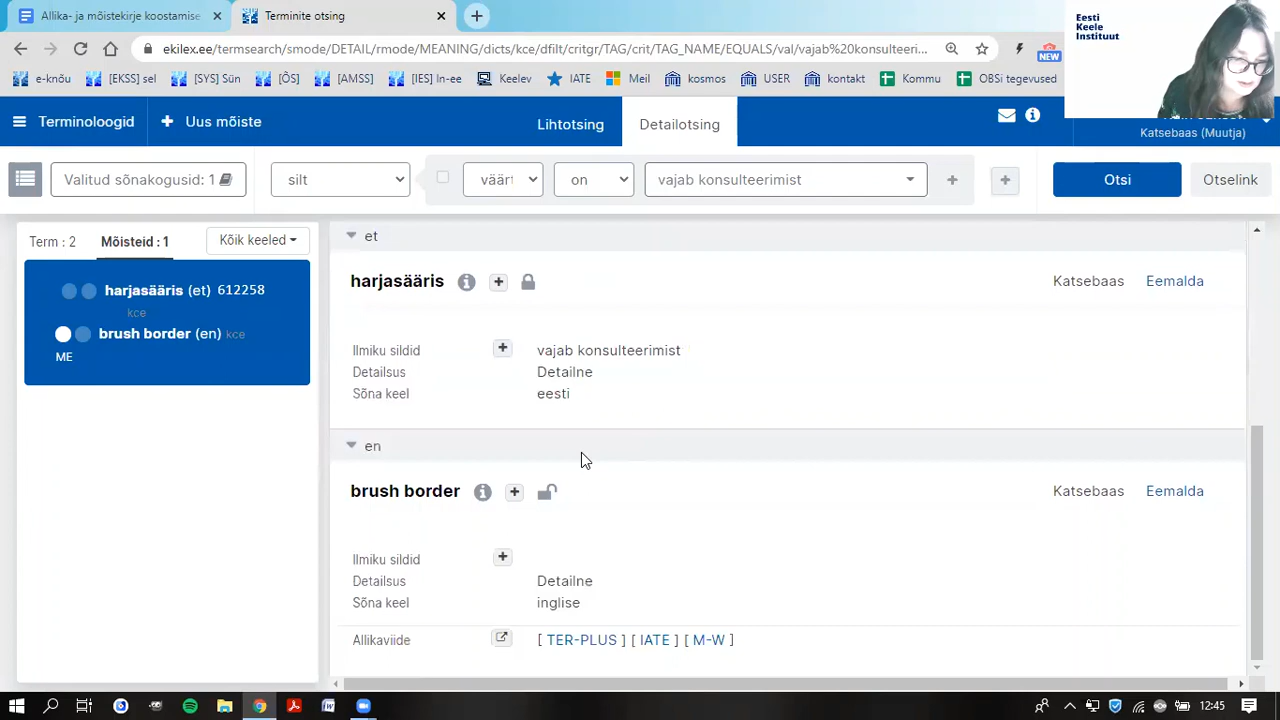 Allika- ja mõistekirje koostamise
Terminite otsing
ekilex.ee/termsearch/smode/DETAIL/rmode/MEANING/dicts/kce/dfilt/critgr/TAG/crit/TAG_NAME/EQUALS/val/vajab%20konsulteeri...
NEW
e-knõu
[EKSS] sel
[SYS] Sün
[ÕS]
[AMSS]
[IES] In-ee
Keelev
IATE
Meil
kosmos
USER
kontakt
Kommu
OBSi tegevused
Eesti
Keele
Instituut
Terminoloogid
Uus mõiste
Lihtotsing
Detailotsing
Katsebaas (Muutja)
Valitud sõnakogusid: 1
silt
väärt
on
vajab konsulteerimist
Otsi
Otselink
Term : 2
Mõisteid : 1
Kõik keeled
harjasääris (et) 612258
kce
brush border (en) kce
ME
et
harjasääris
Katsebaas
Eemalda
Ilmiku sildid
vajab konsulteerimist
Detailsus
Detailne
Sõna keel
eesti
en
brush border
Katsebaas
Eemalda
Ilmiku sildid
Detailsus
Detailne
Sõna keel
inglise
Allikaviide
[ TER-PLUS ] [ IATE ] [ M-W ]
12:45